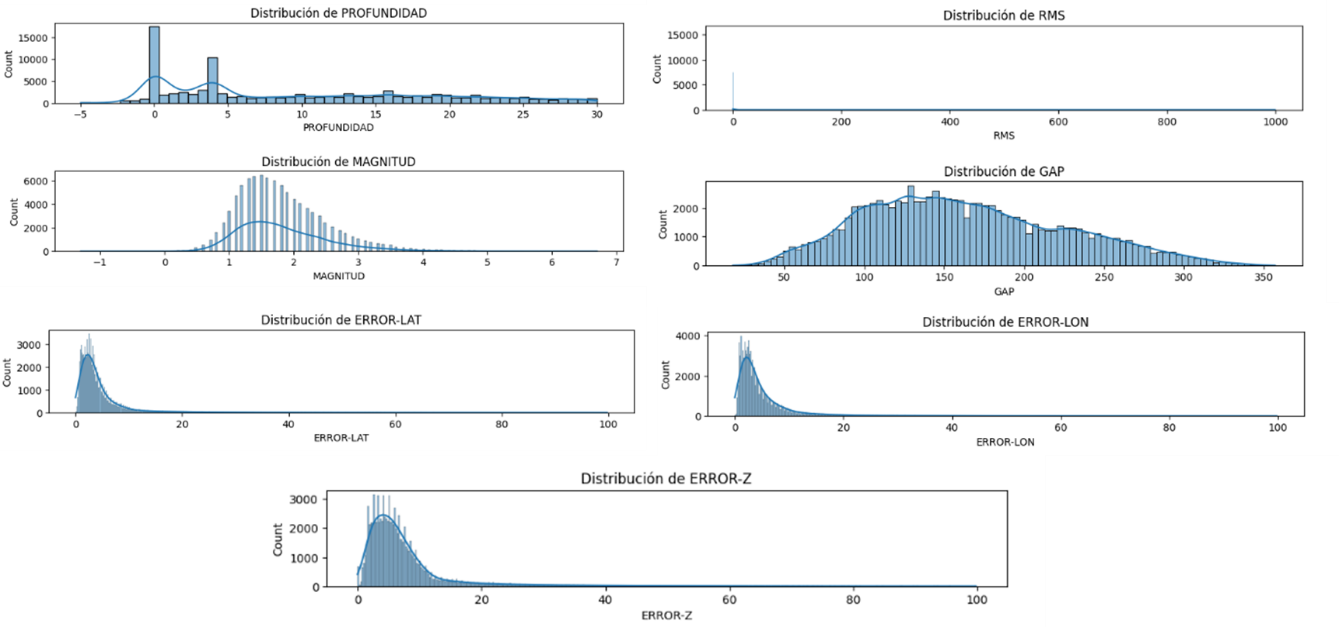 Distribución de PROFUNDIDAD
15000
10000
5000
0
Count
−5 0 5 10 15 20 25 30
PROFUNDIDAD
Distribución de RMS
15000
10000
5000
0
Count
0 200 400 600 800 1000
RMS
Distribución de MAGNITUD
6000
4000
2000
0
Count
−1 0 1 2 3 4 5 6 7
MAGNITUD
Distribución de GAP
2000
1000
0
Count
50 100 150 200 250 300 350
GAP
Distribución de ERROR-LAT
3000
2000
1000
0
Count
0 20 40 60 80 100
ERROR-LAT
Distribución de ERROR-LON
4000
2000
0
Count
0 20 40 60 80 100
ERROR-LON
Distribución de ERROR-Z
3000
2000
1000
0
Count
0 20 40 60 80 100
ERROR-Z